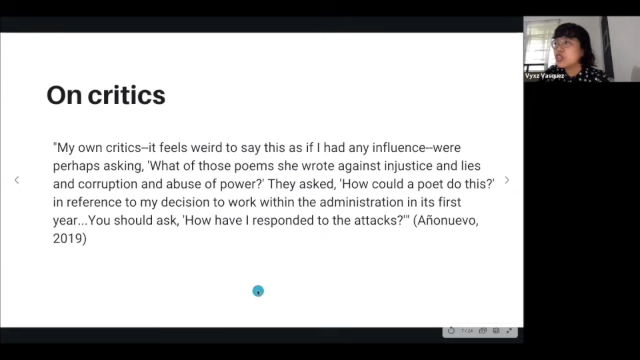 On critics
"My own critics--it feels weird to say this as if I had any influence--were
perhaps asking, 'What of those poems she wrote against injustice and lies
and corruption and abuse of power?' They asked, 'How could a poet do this?'
in reference to my decision to work within the administration in its first
year...You should ask, 'How have I responded to the attacks?'" (Añonuevo,
2019)
Vyxz Vasquez
7 / 24